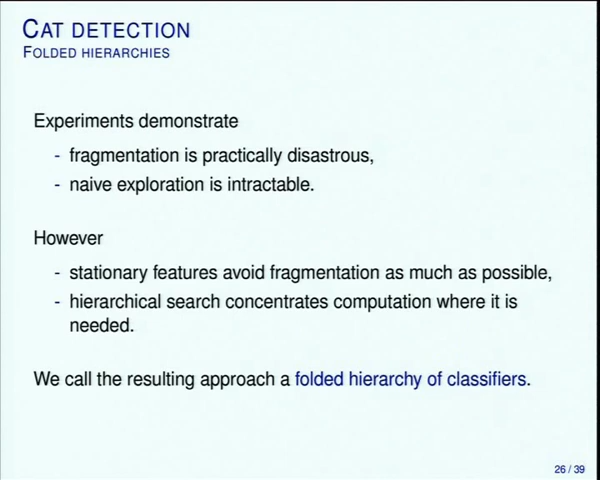 CAT DETECTION
FOLDED HIERARCHIES
Experiments demonstrate
- fragmentation is practically disastrous,
- naive exploration is intractable.
However
- stationary features avoid fragmentation as much as possible,
- hierarchical search concentrates computation where it is
needed.
We call the resulting approach a folded hierarchy of classifiers.
26 / 39